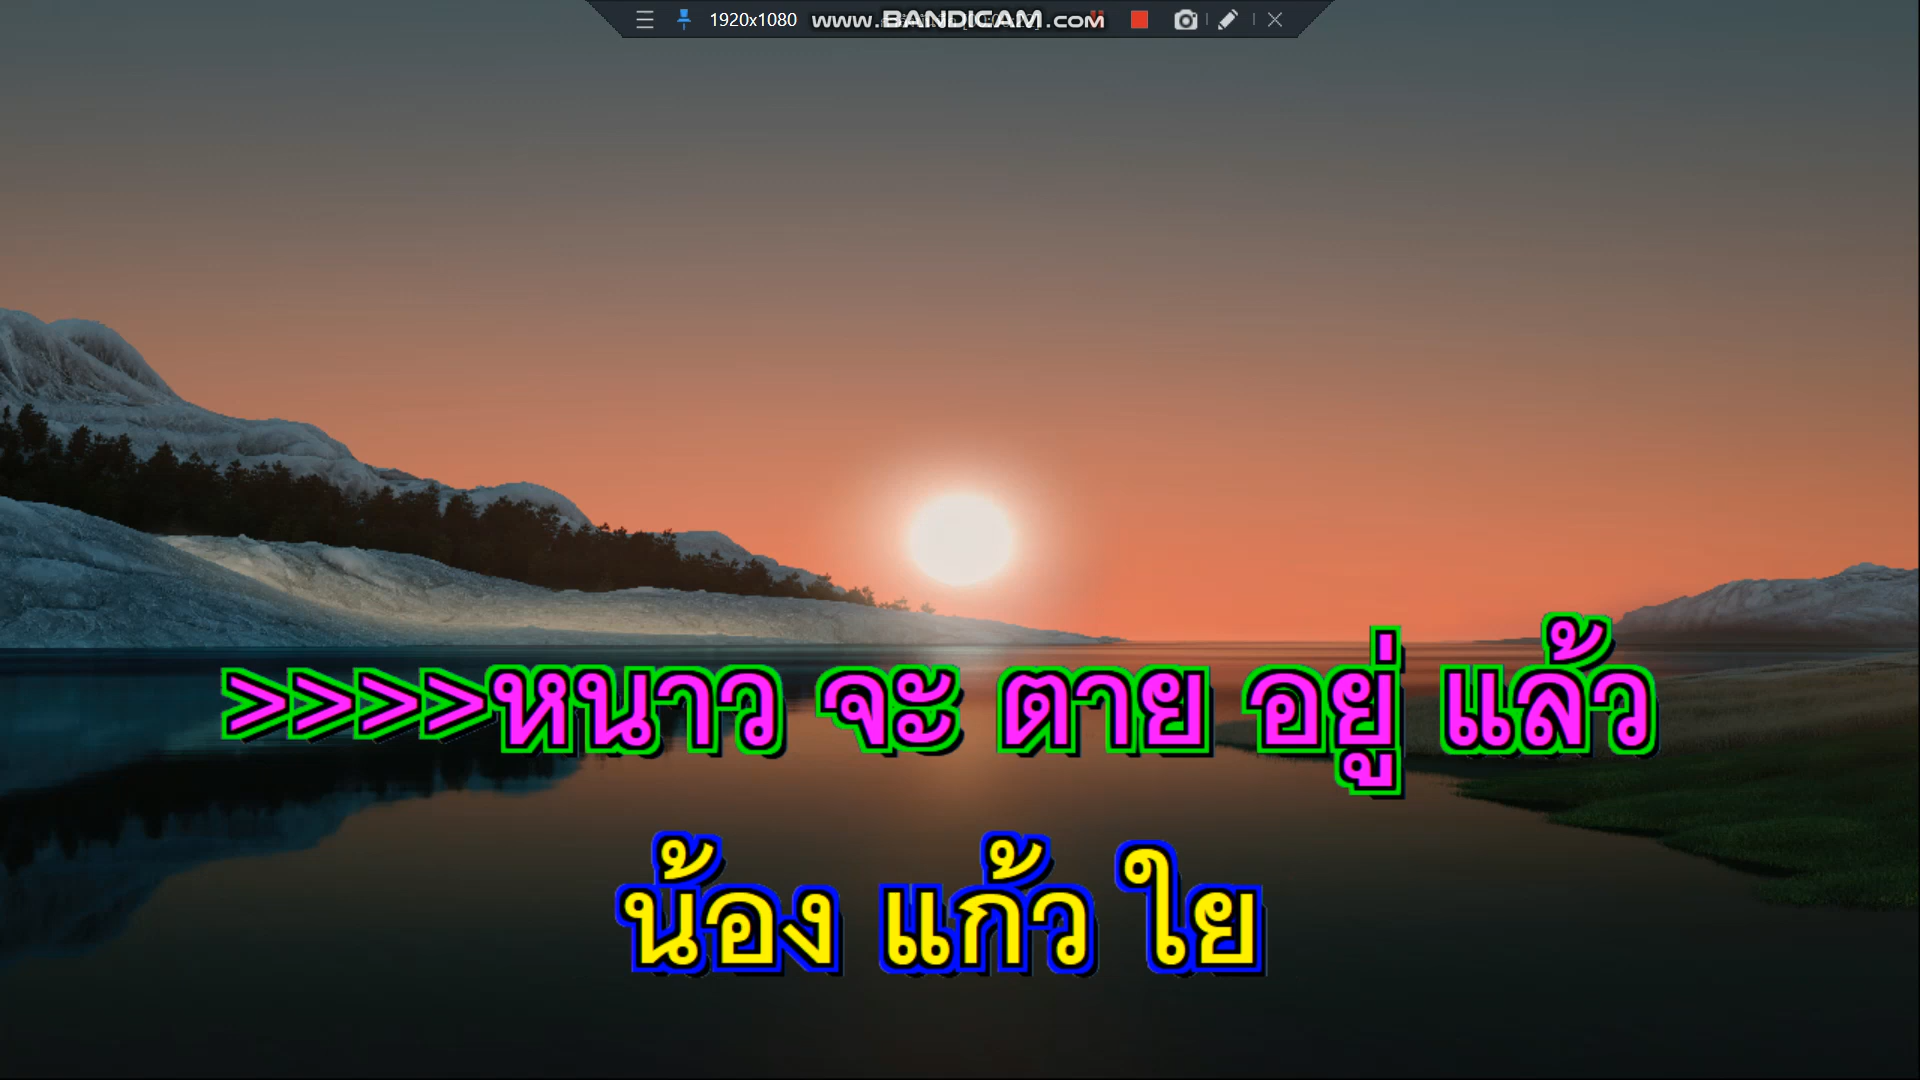 1920x1080 www.BANDICAM.com
>>>>หนาว จะ ตาย อยู่ แล้ว
น้อง แก้ว ใย